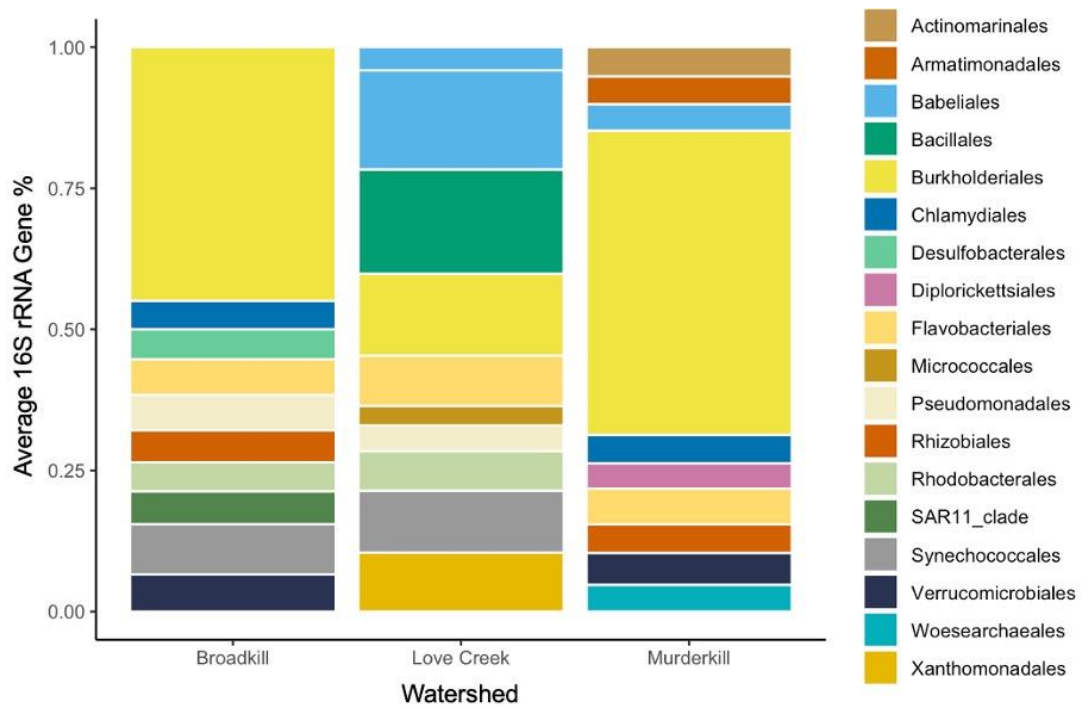 Average 16S rRNA Gene %
1.00
0.75
0.50
0.25
0.00
Broadkill
Love Creek
Murderkill
Watershed
Actinomarinales
Armatimonadales
Babeliales
Bacillales
Burkholderiales
Chlamydiales
Desulfobacterales
Diplorickettsiales
Flavobacteriales
Micrococcales
Pseudomonadales
Rhizobiales
Rhodobacterales
SAR11_clade
Synechococcales
Verrucomicrobiales
Woesearchaeales
Xanthomonadales